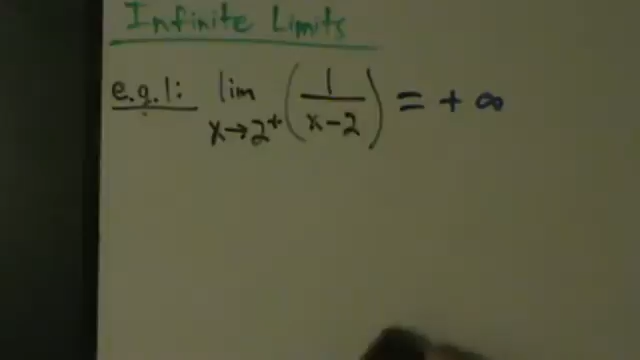 Infinite Limits
e.g.1: lim x→2+ (1/(x-2)) = + ∞